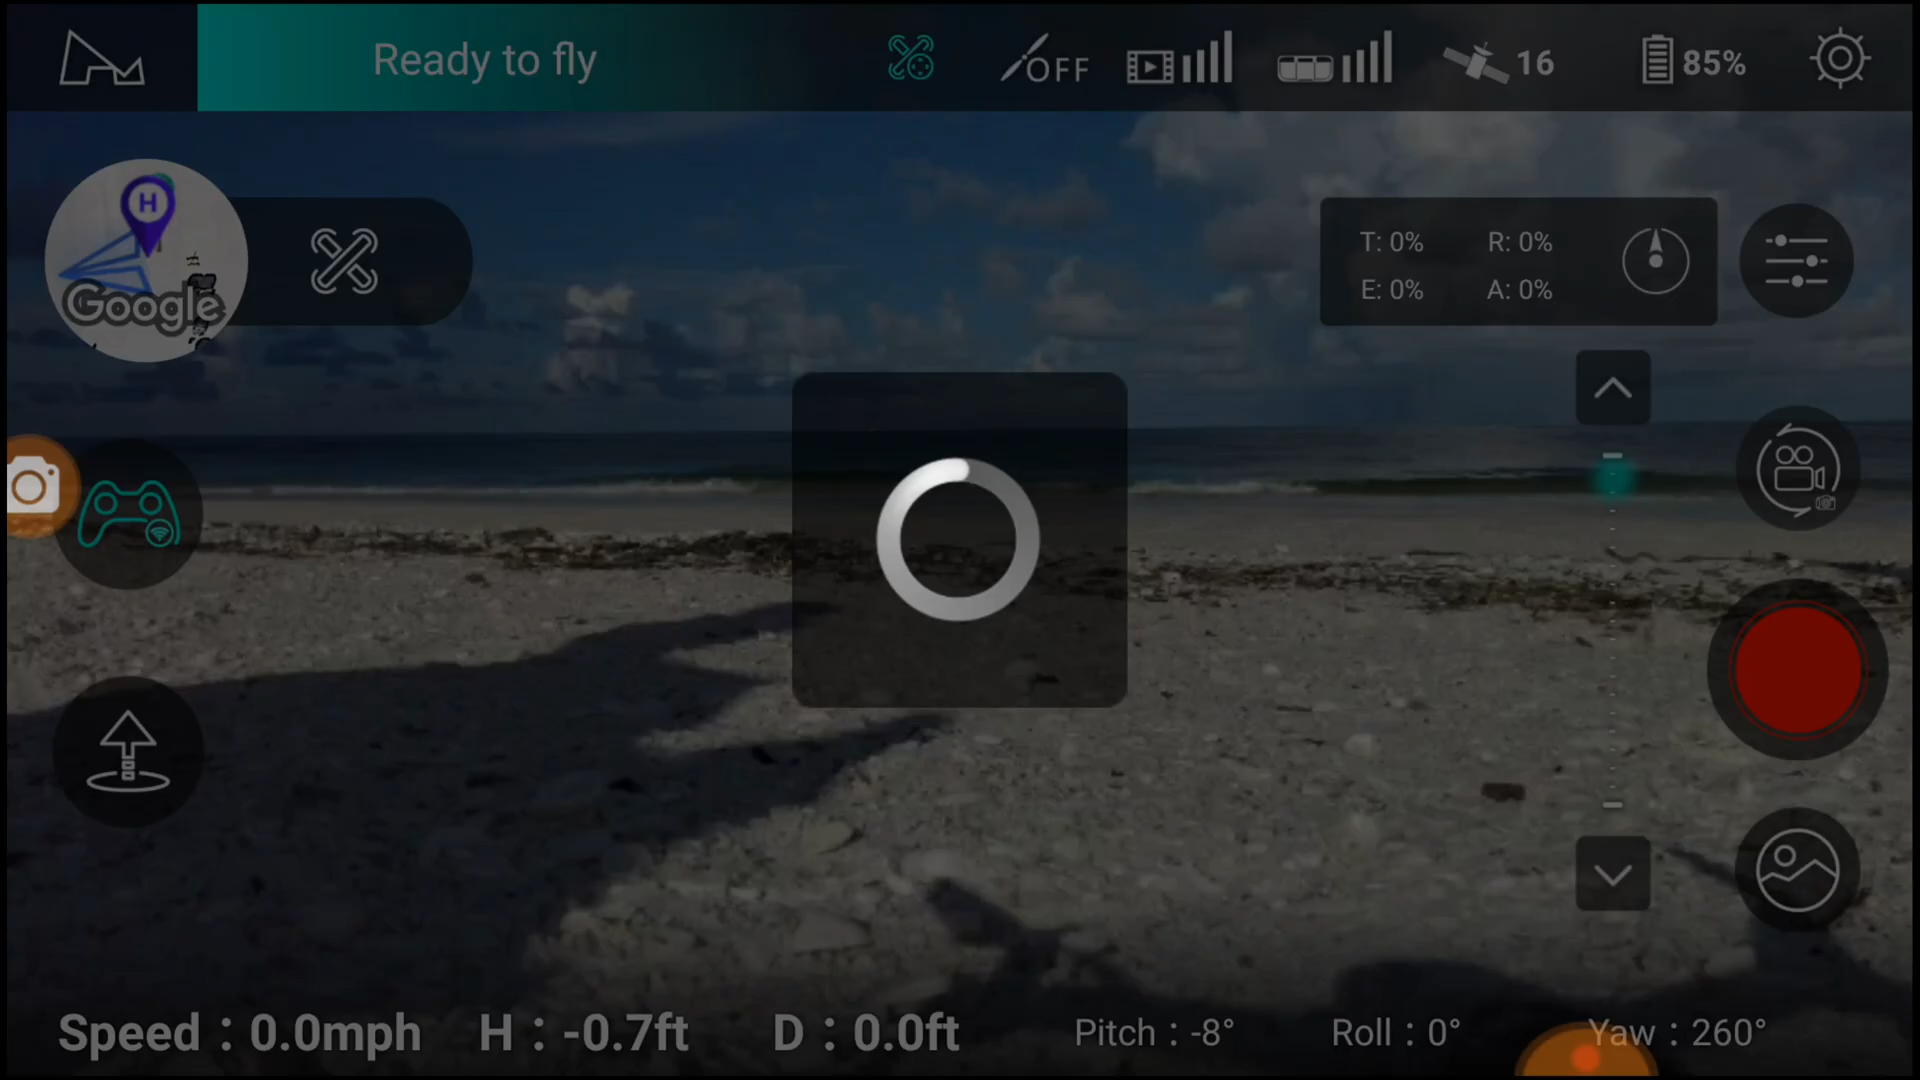 Ready to fly
OFF
16
85%
H
Google
T: 0%
R: 0%
E: 0%
A: 0%
Speed : 0.0mph
H : -0.7ft
D : 0.0ft
Pitch : -8°
Roll : 0°
Yaw : 260°